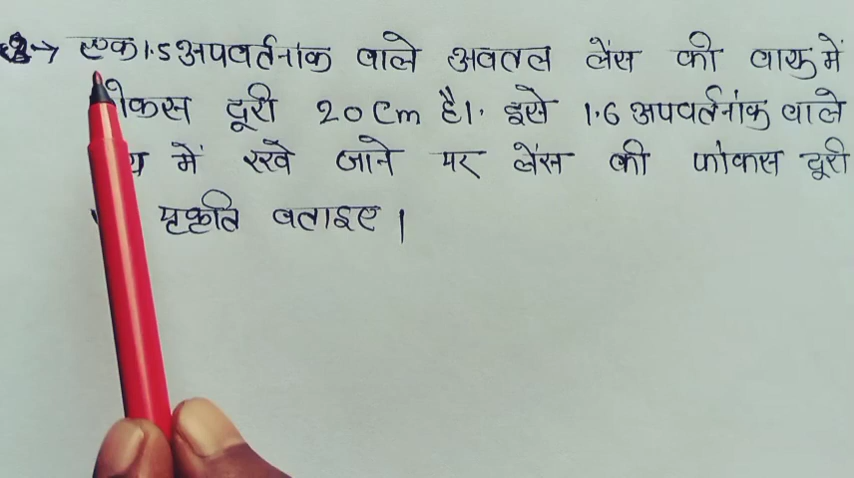 एक 1.5 अपवर्तनांक वाले अवतल लेंस की वायु में
कस दूरी 20 cm है। इसे 1.6 अपवर्तनांक वाले
में रखे जाने पर लेंस की फोकस दूरी
प्रकृति बताइए।